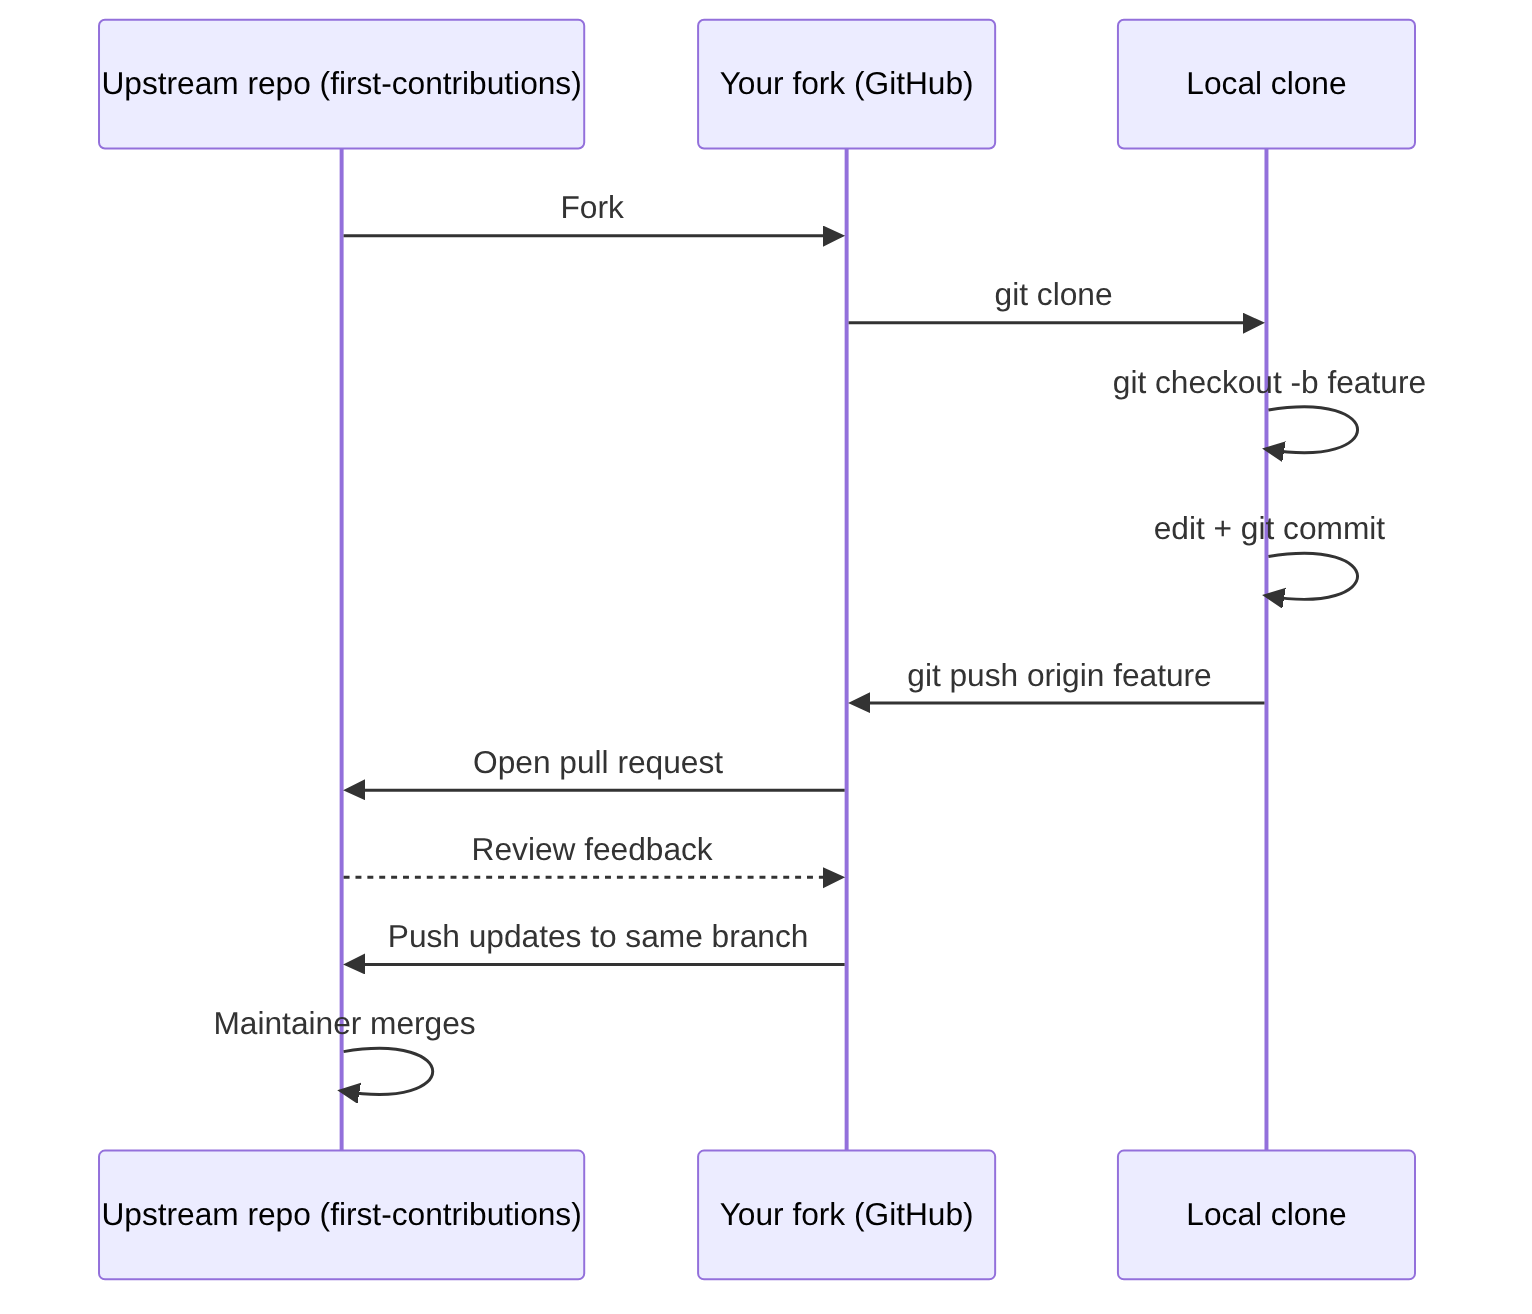 Upstream repo (first-contributions)
Your fork (GitHub)
Local clone
Fork
git clone
git checkout -b feature
edit + git commit
git push origin feature
Open pull request
Review feedback
Push updates to same branch
Maintainer merges
Upstream repo (first-contributions)
Your fork (GitHub)
Local clone